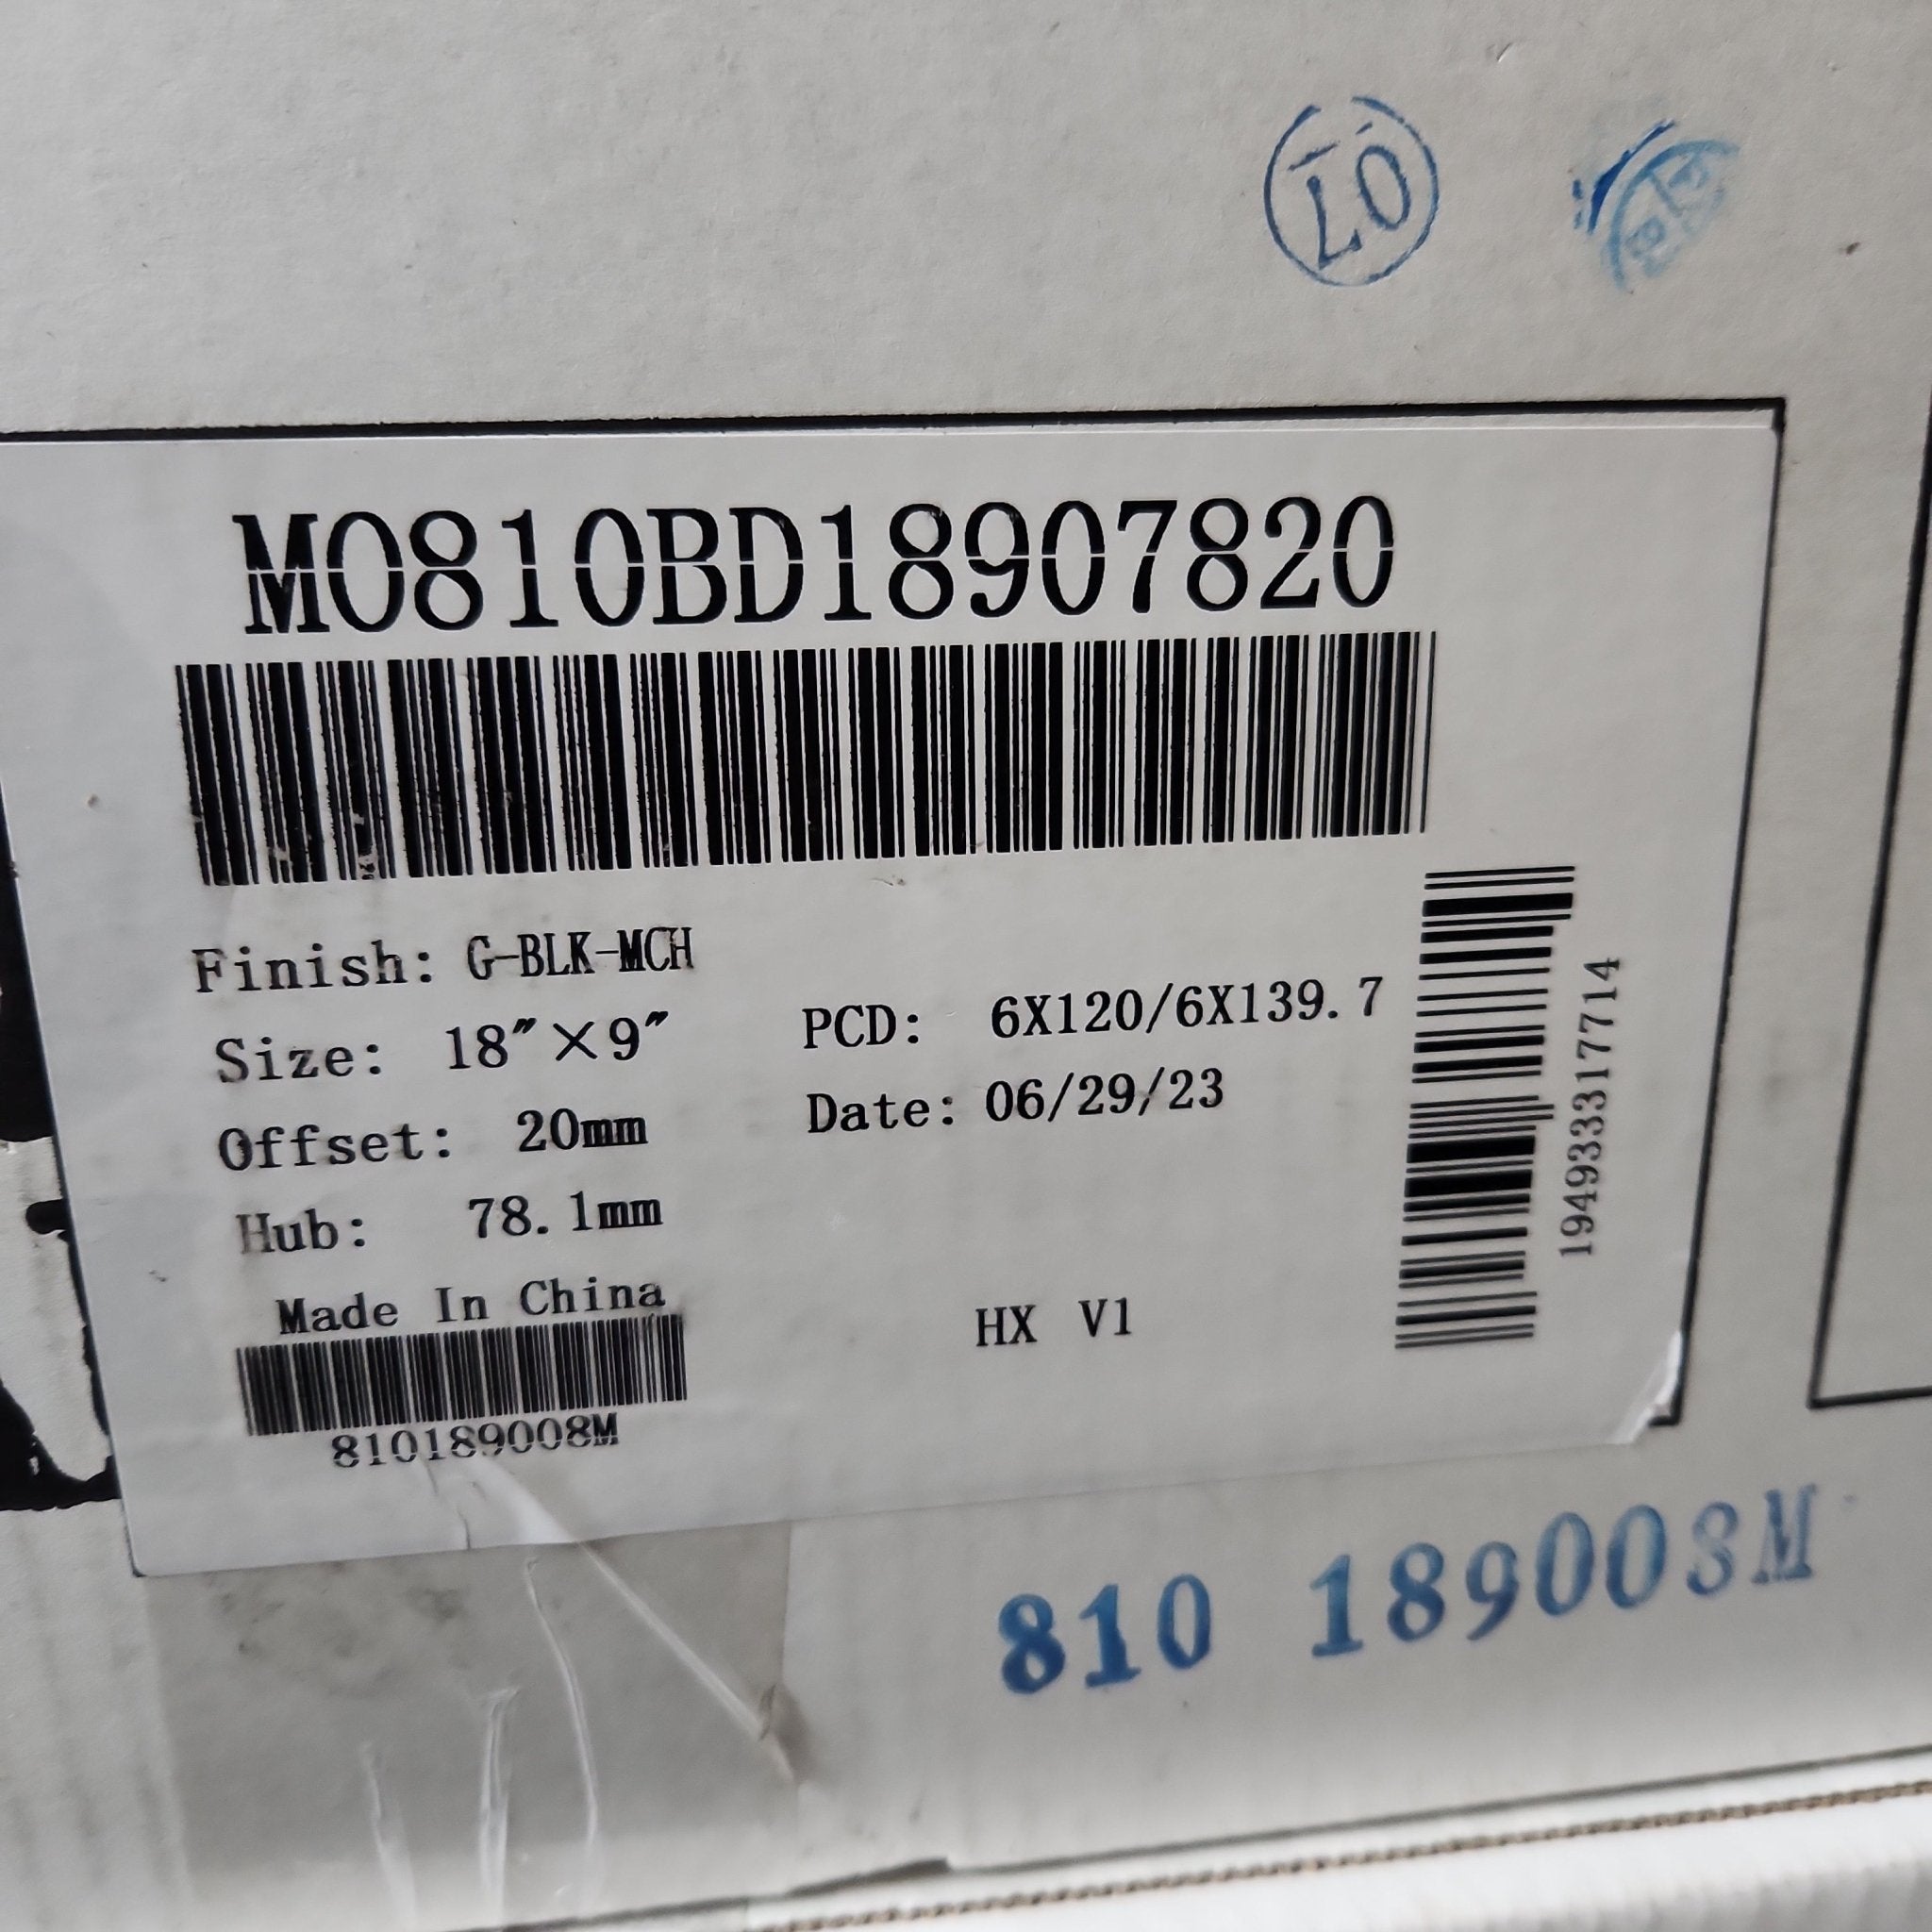 07
MO810BD18907820
Finish: G-BLK-MCH
Size: 18"×9"
PCD: 6X120/6X139.7
Offset: 20mm
Date: 06/29/23
Hub: 78.1mm
Made In China
HX V1
810189008M
194933317714
810 189008M